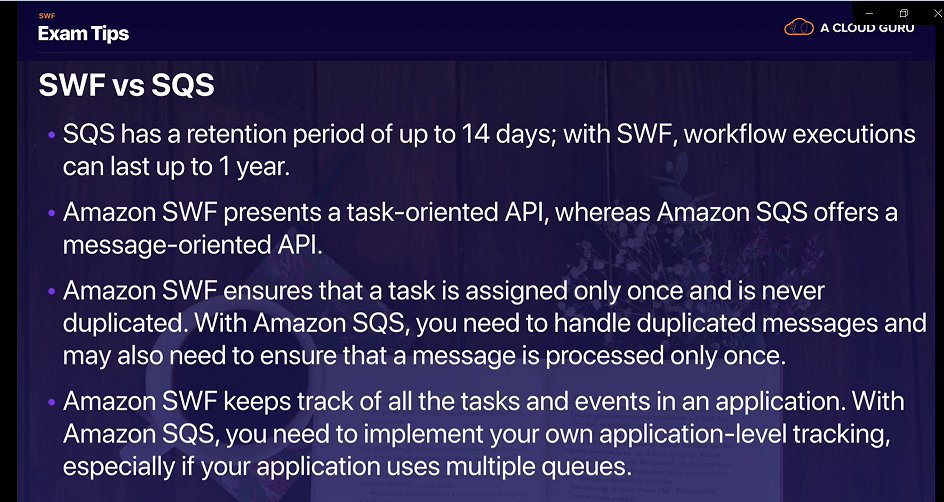 SWF
Exam Tips
A CLOUD GURU
SWF vs SQS
• SQS has a retention period of up to 14 days; with SWF, workflow executions
can last up to 1 year.
• Amazon SWF presents a task-oriented API, whereas Amazon SQS offers a
message-oriented API.
• Amazon SWF ensures that a task is assigned only once and is never
duplicated. With Amazon SQS, you need to handle duplicated messages and
may also need to ensure that a message is processed only once.
• Amazon SWF keeps track of all the tasks and events in an application. With
Amazon SQS, you need to implement your own application-level tracking,
especially if your application uses multiple queues.